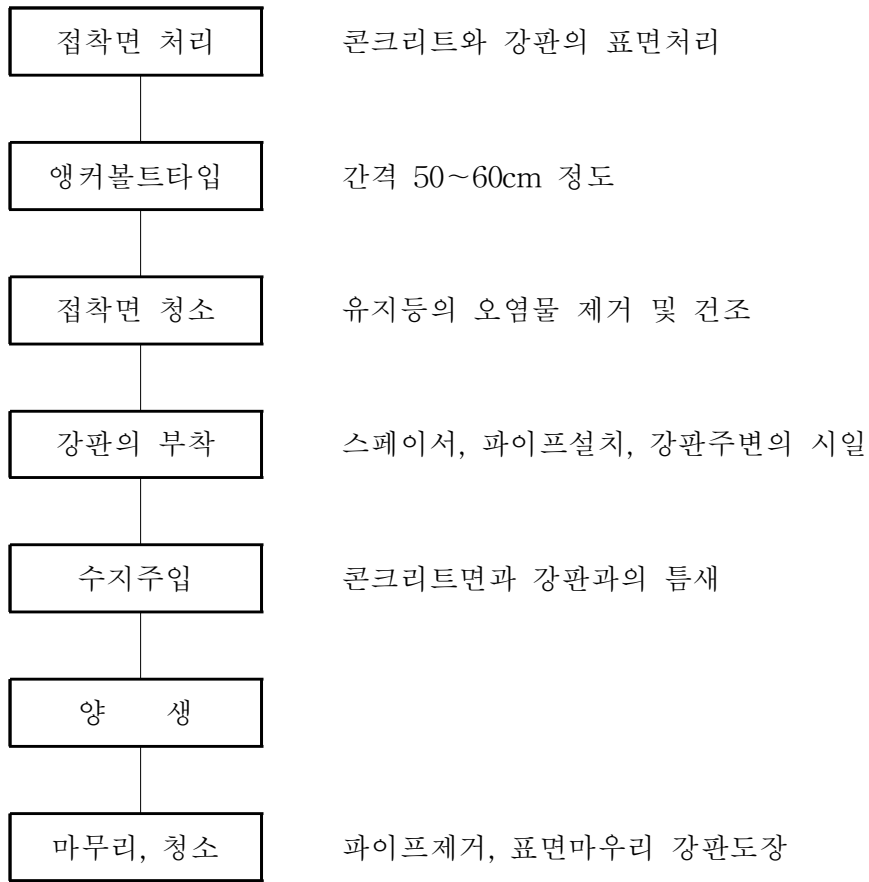 접착면 처리 콘크리트와 강판의 표면처리
앵커볼트타입 간격 50~60cm 정도
접착면 청소 유지등의 오염물 제거 및 건조
강판의 부착 스페이서, 파이프설치, 강판주변의 시일
수지주입 콘크리트면과 강판과의 틈새
양 생
마무리, 청소 파이프제거, 표면마우리 강판도장